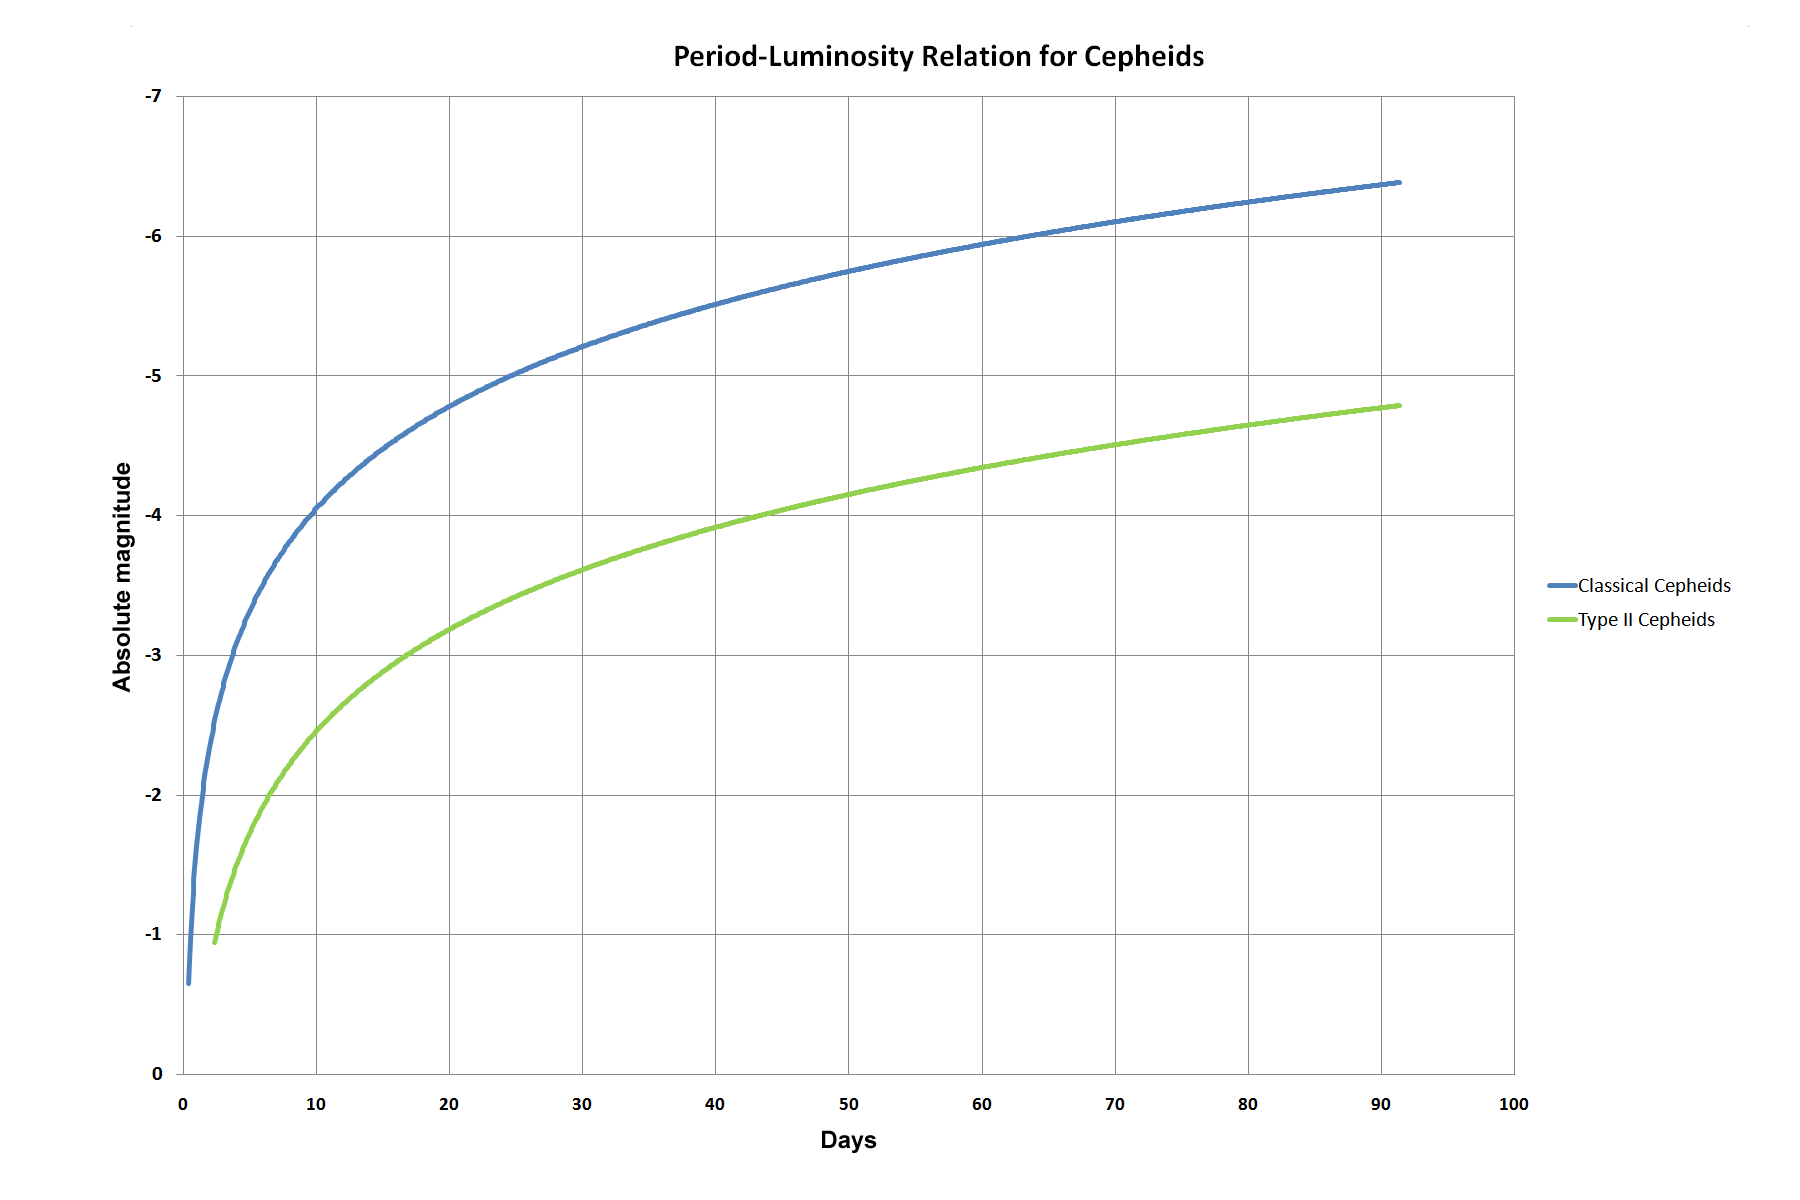 Period-Luminosity Relation for Cepheids
-7
-6
-5
-4
-3
-2
-1
0
Absolute magnitude
0 10 20 30 40 50 60 70 80 90 100
Days
Classical Cepheids
Type II Cepheids